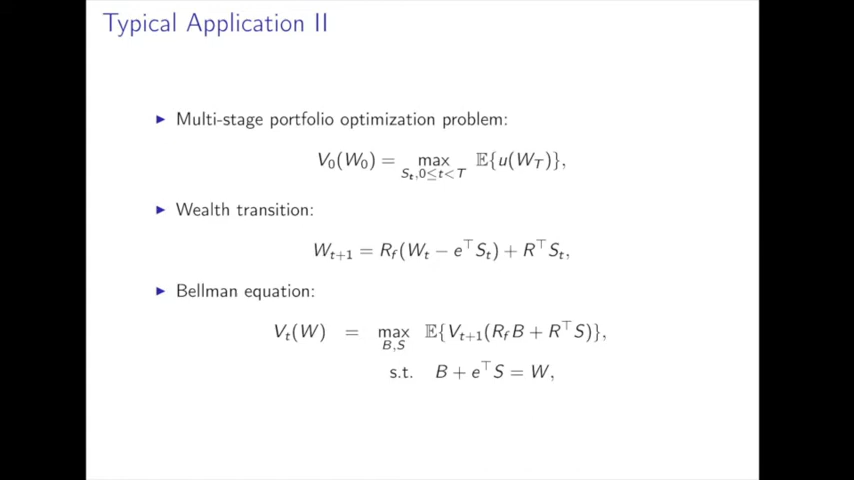 Typical Application II
▶ Multi-stage portfolio optimization problem:
V₀(W₀) = max_{Sₜ,0≤t<T} 𝔼{u(W_T)},
▶ Wealth transition:
W_{t+1} = R_f(W_t − e^⊤S_t) + R^⊤S_t,
▶ Bellman equation:
V_t(W) = max_{B,S} 𝔼{V_{t+1}(R_f B + R^⊤S)},
s.t. B + e^⊤S = W,